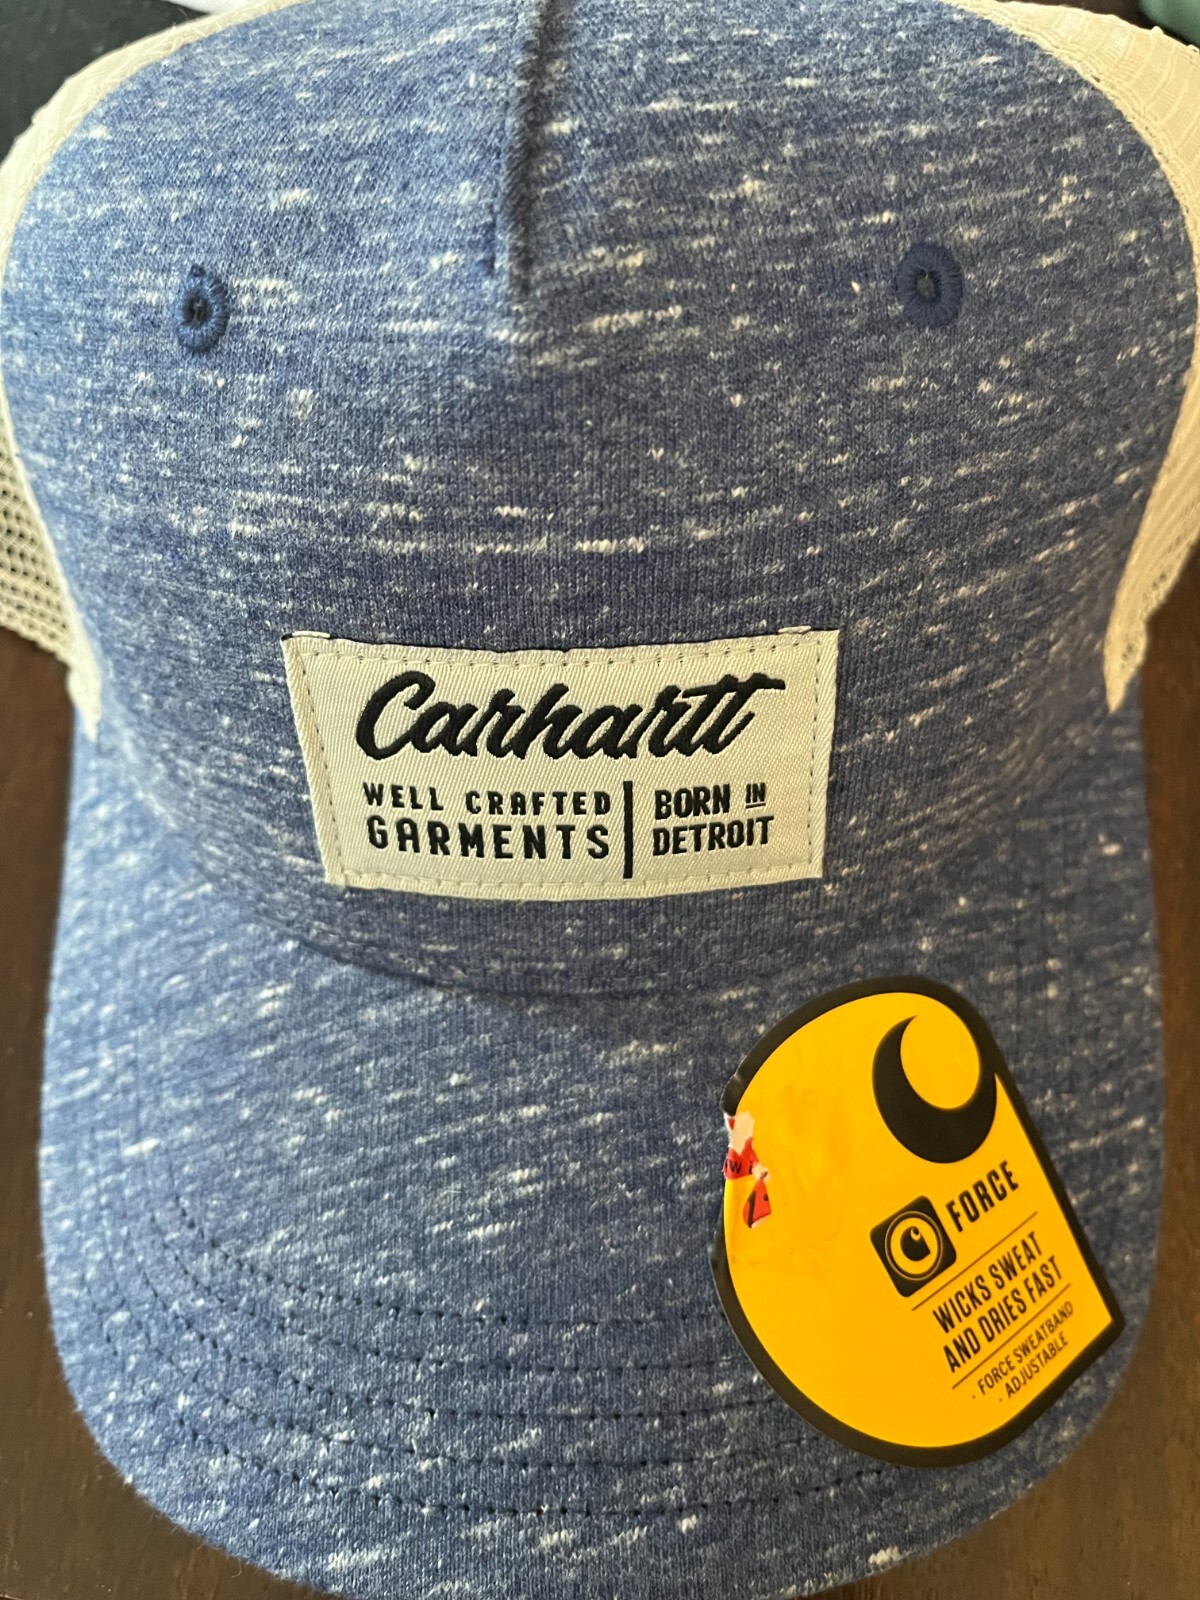 Carhartt
WELL CRAFTED
GARMENTS
BORN IN
DETROIT
FORCE
WICKS SWEAT
AND DRIES FAST
· FORCE SWEATBAND
· ADJUSTABLE